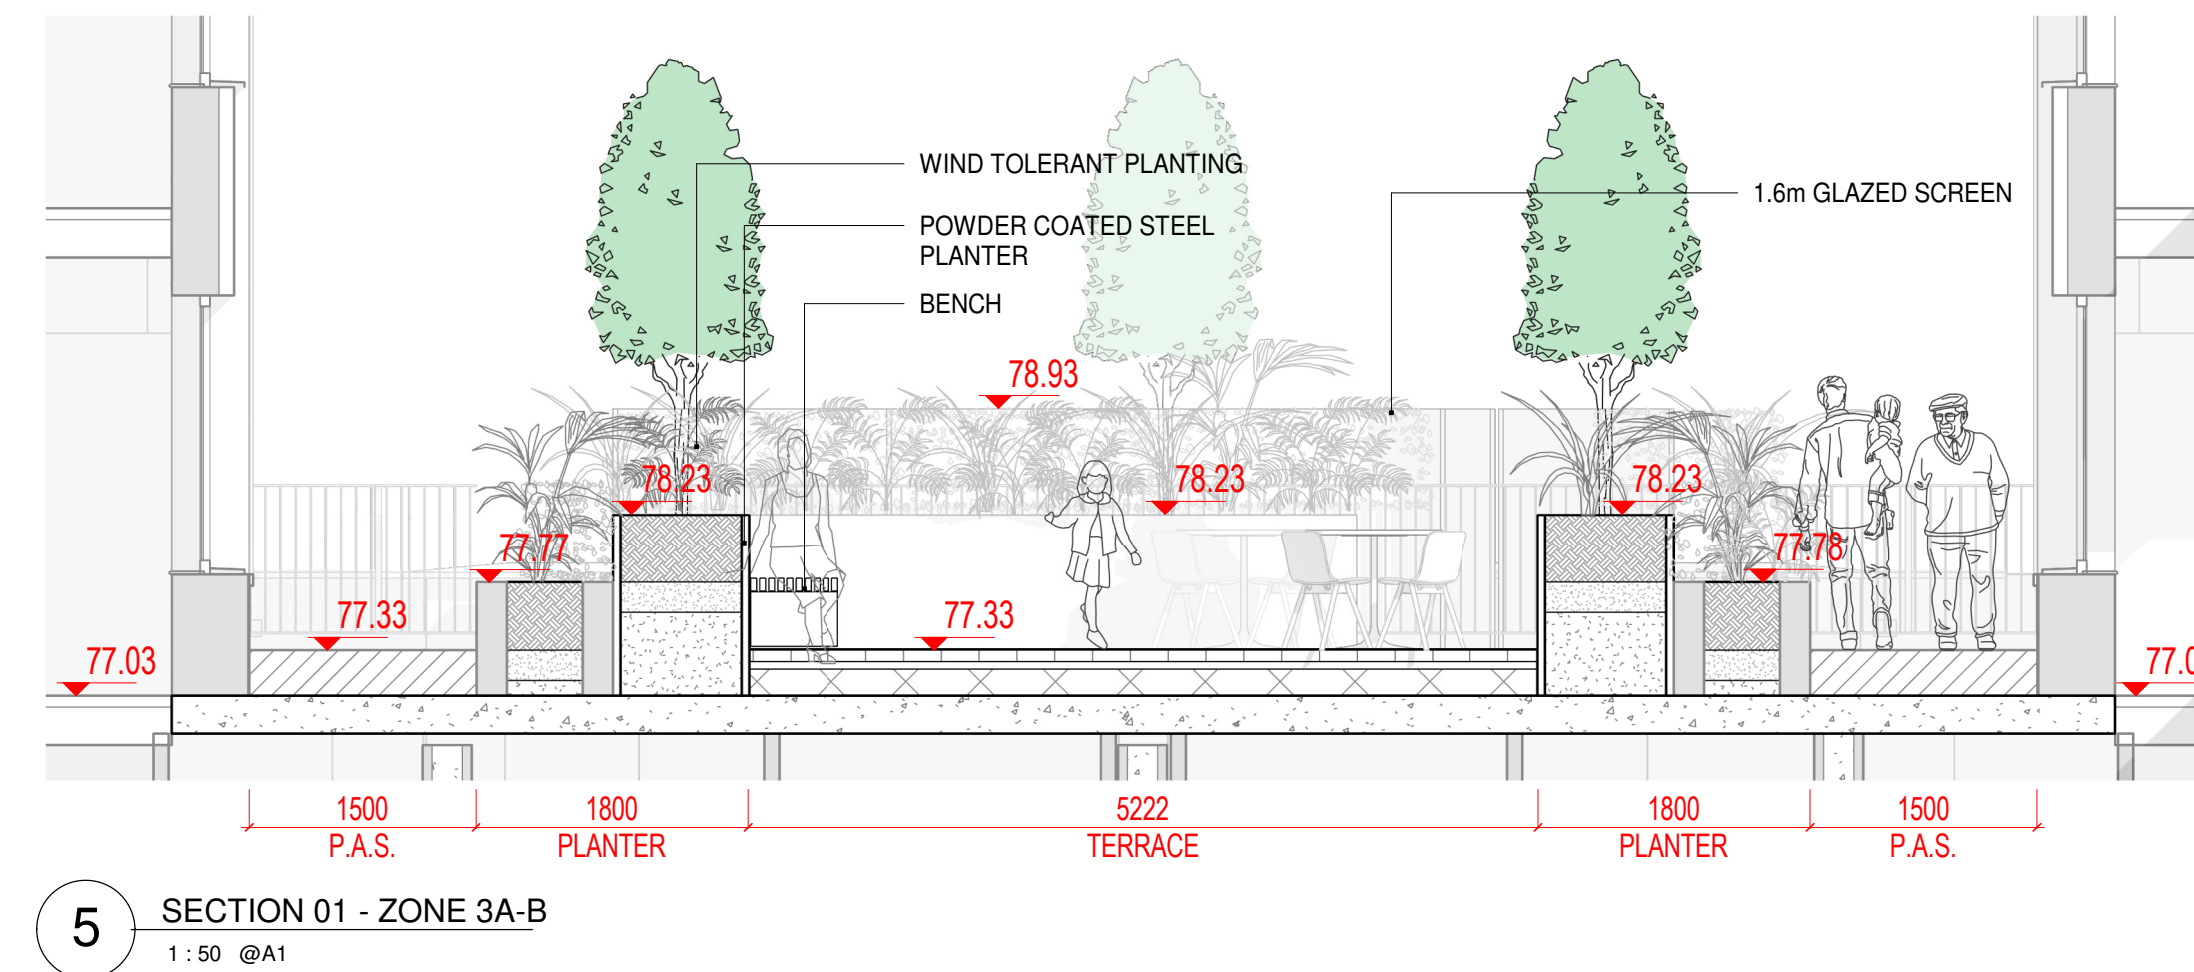 WIND TOLERANT PLANTING
1.6m GLAZED SCREEN
POWDER COATED STEEL
PLANTER
BENCH
78.93
78.23
78.23
78.23
77.77
77.78
77.33
77.33
77.03
77.0
1500
1800
5222
1800
1500
P.A.S.
PLANTER
TERRACE
PLANTER
P.A.S.
5
SECTION 01 - ZONE 3A-B
1 : 50 @A1